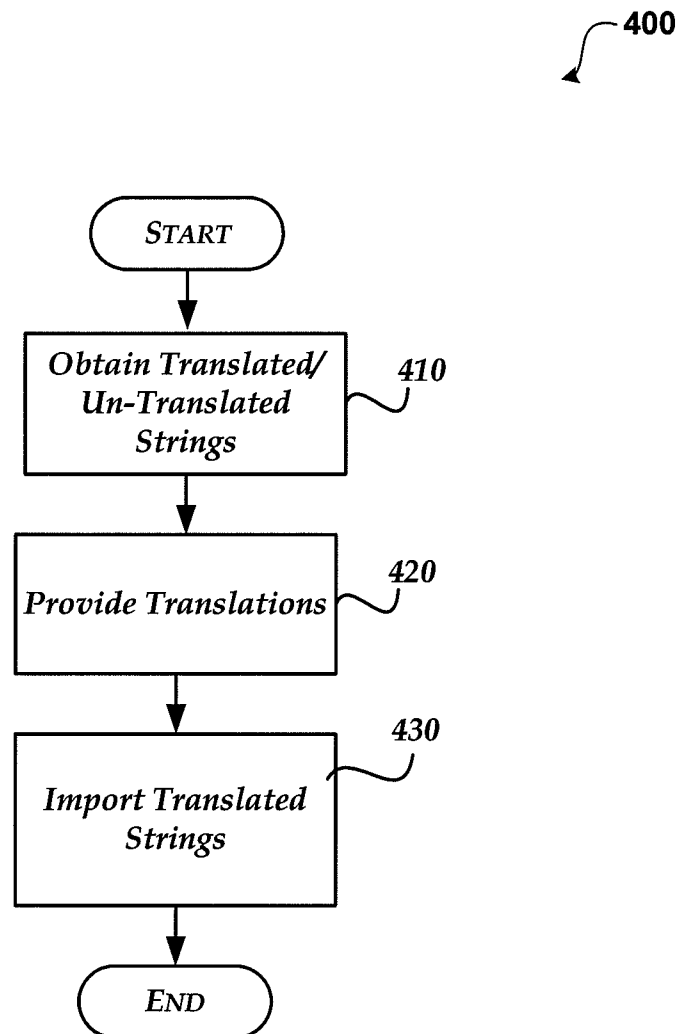 400
START
Obtain Translated/
Un-Translated
Strings
410
Provide Translations
420
430
Import Translated
Strings
END